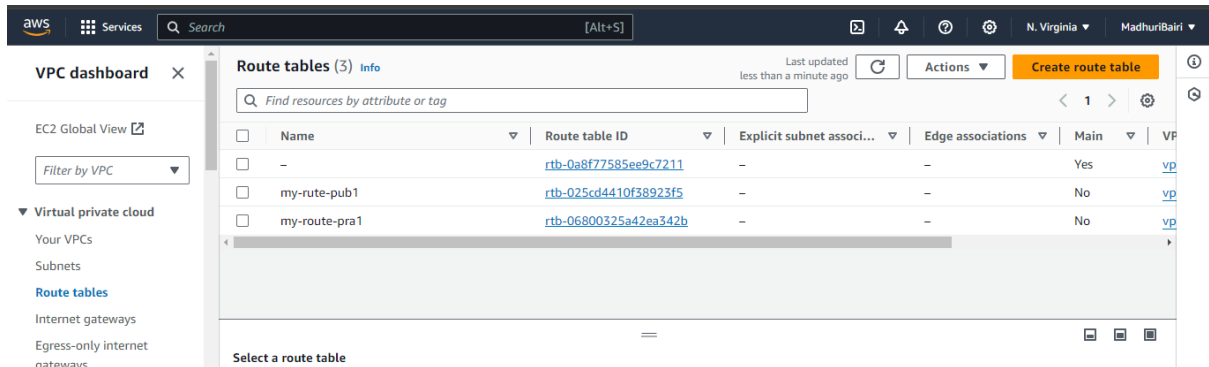 aws Services Search [Alt+S] N. Virginia MadhuriBairi
VPC dashboard
EC2 Global View
Filter by VPC
Virtual private cloud
Your VPCs
Subnets
Route tables
Internet gateways
Egress-only internet
gateways
Route tables (3) Info
Last updated
less than a minute ago
Actions
Create route table
Find resources by attribute or tag
1
Name Route table ID Explicit subnet associ... Edge associations Main VP
– rtb-0a8f77585ee9c7211 – – Yes vp
my-rute-pub1 rtb-025cd4410f38923f5 – – No vp
my-route-pra1 rtb-06800325a42ea342b – – No vp
Select a route table